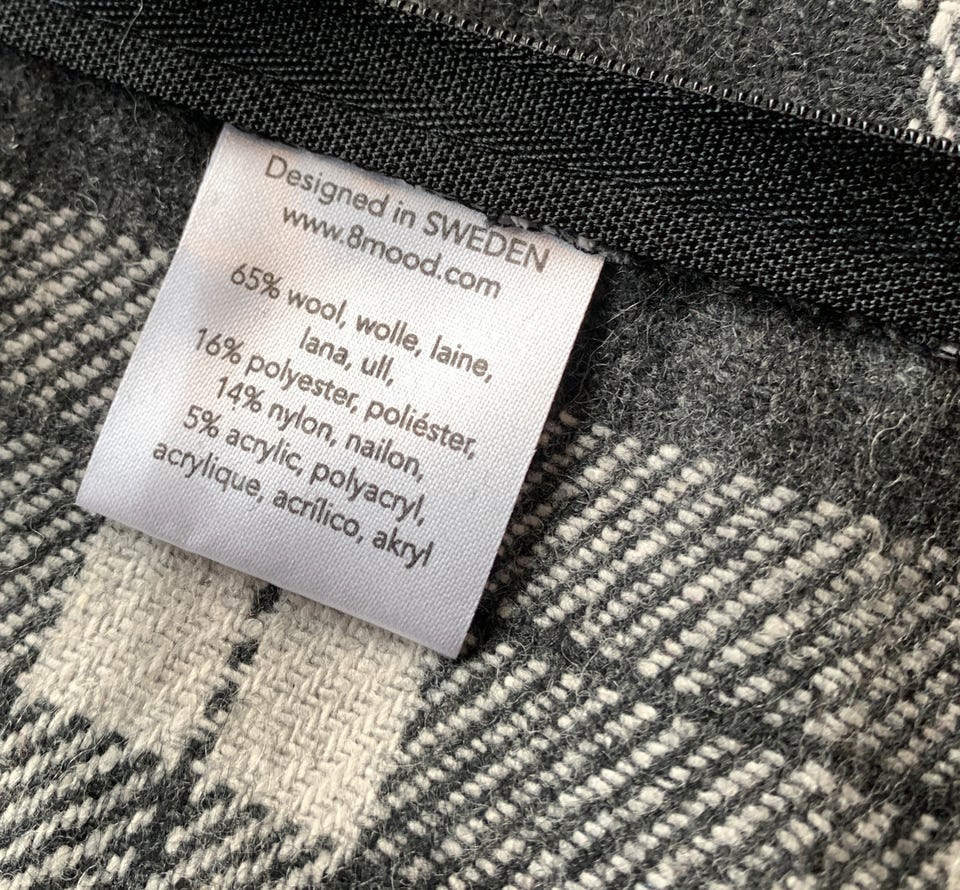 Designed in SWEDEN
www.8mood.com
65% wool, wolle, laine,
lana, ull,
16% polyester, poliéster,
14% nylon, nailon,
5% acrylic, polyacryl,
acrylique, acrílico, akryl